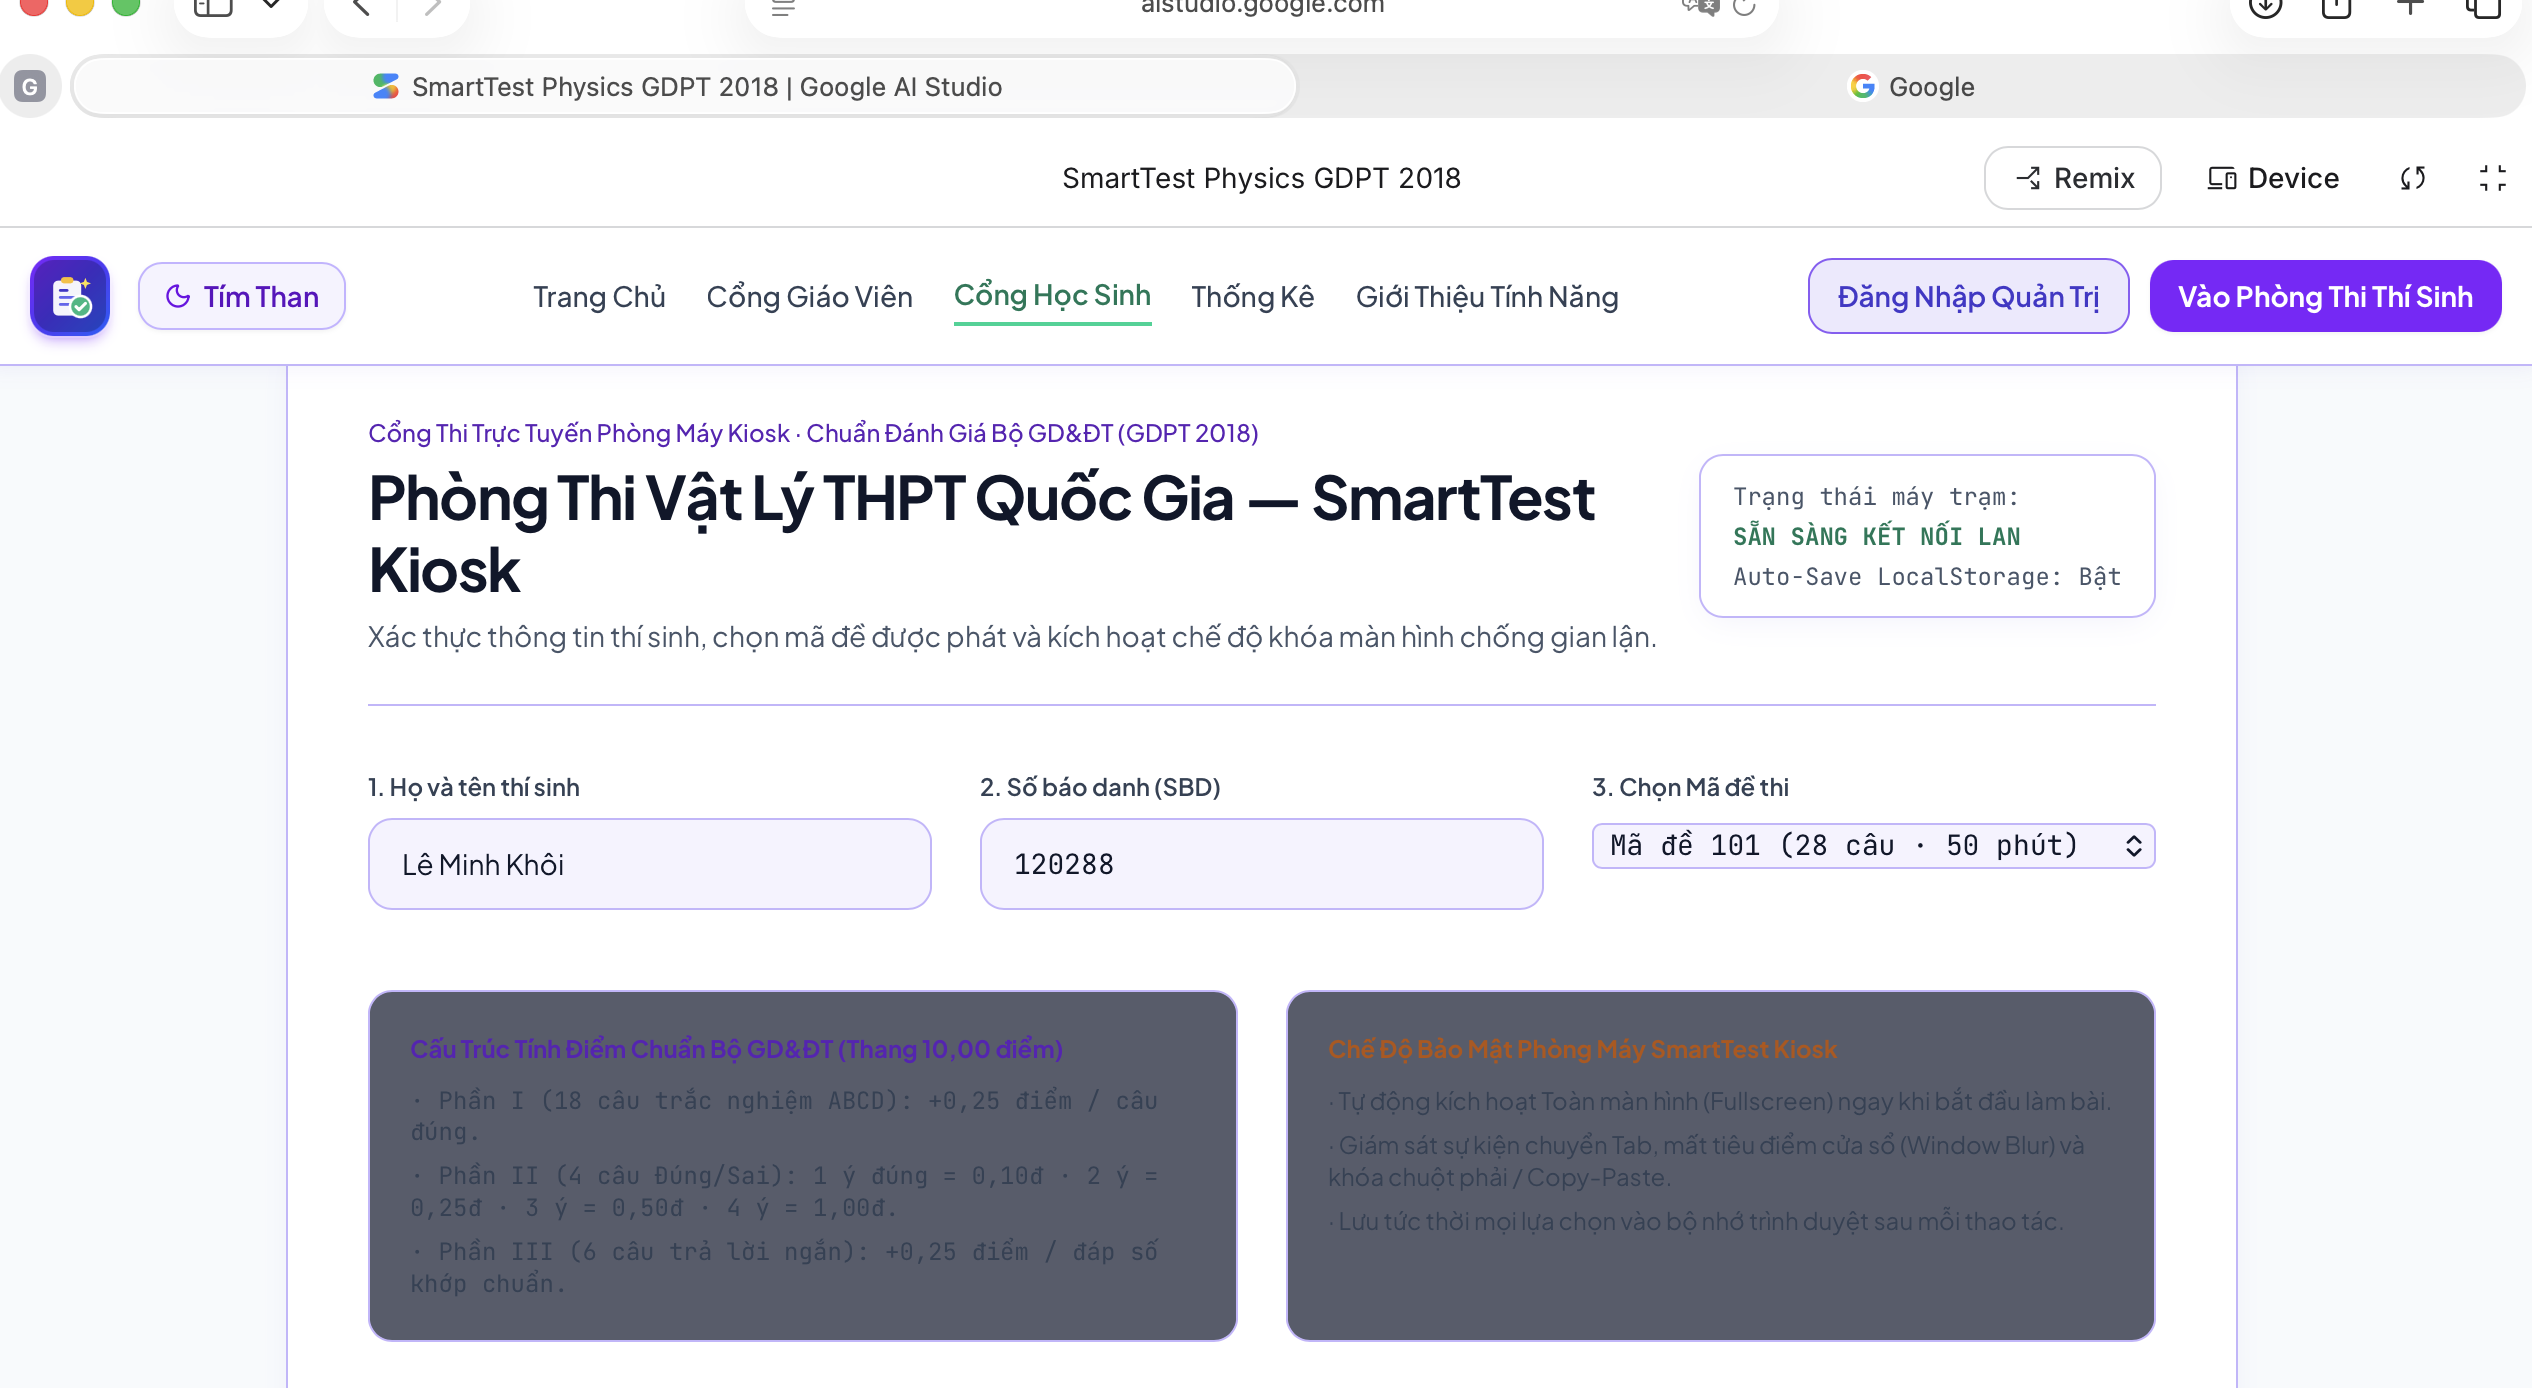 aistudio.google.com
G
SmartTest Physics GDPT 2018 | Google AI Studio
Google
SmartTest Physics GDPT 2018
Remix
Device
Tím Than
Trang Chủ
Cổng Giáo Viên
Cổng Học Sinh
Thống Kê
Giới Thiệu Tính Năng
Đăng Nhập Quản Trị
Vào Phòng Thi Thí Sinh
Cổng Thi Trực Tuyến Phòng Máy Kiosk · Chuẩn Đánh Giá Bộ GD&ĐT (GDPT 2018)
Phòng Thi Vật Lý THPT Quốc Gia — SmartTest
Kiosk
Xác thực thông tin thí sinh, chọn mã đề được phát và kích hoạt chế độ khóa màn hình chống gian lận.
Trạng thái máy trạm:
SẴN SÀNG KẾT NỐI LAN
Auto-Save LocalStorage: Bật
1. Họ và tên thí sinh
Lê Minh Khôi
2. Số báo danh (SBD)
120288
3. Chọn Mã đề thi
Mã đề 101 (28 câu · 50 phút)
Cấu Trúc Tính Điểm Chuẩn Bộ GD&ĐT (Thang 10,00 điểm)
· Phần I (18 câu trắc nghiệm ABCD): +0,25 điểm / câu
đúng.
· Phần II (4 câu Đúng/Sai): 1 ý đúng = 0,10đ · 2 ý =
0,25đ · 3 ý = 0,50đ · 4 ý = 1,00đ.
· Phần III (6 câu trả lời ngắn): +0,25 điểm / đáp số
khớp chuẩn.
Chế Độ Bảo Mật Phòng Máy SmartTest Kiosk
· Tự động kích hoạt Toàn màn hình (Fullscreen) ngay khi bắt đầu làm bài.
· Giám sát sự kiện chuyển Tab, mất tiêu điểm cửa sổ (Window Blur) và
khóa chuột phải / Copy-Paste.
· Lưu tức thời mọi lựa chọn vào bộ nhớ trình duyệt sau mỗi thao tác.